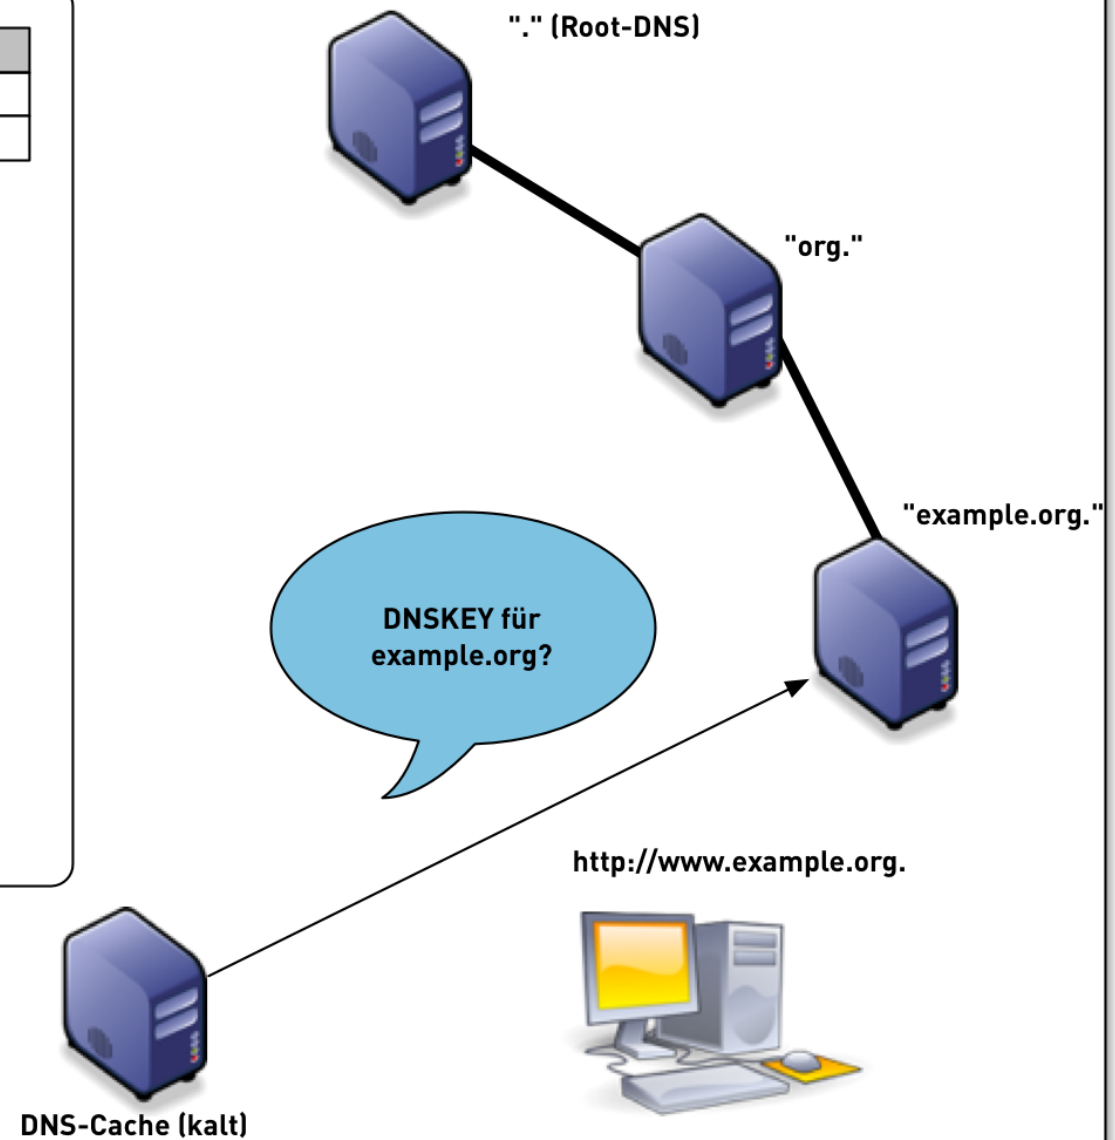 "." (Root-DNS)
"org."
"example.org."
DNSKEY für
example.org?
http://www.example.org.
DNS-Cache (kalt)